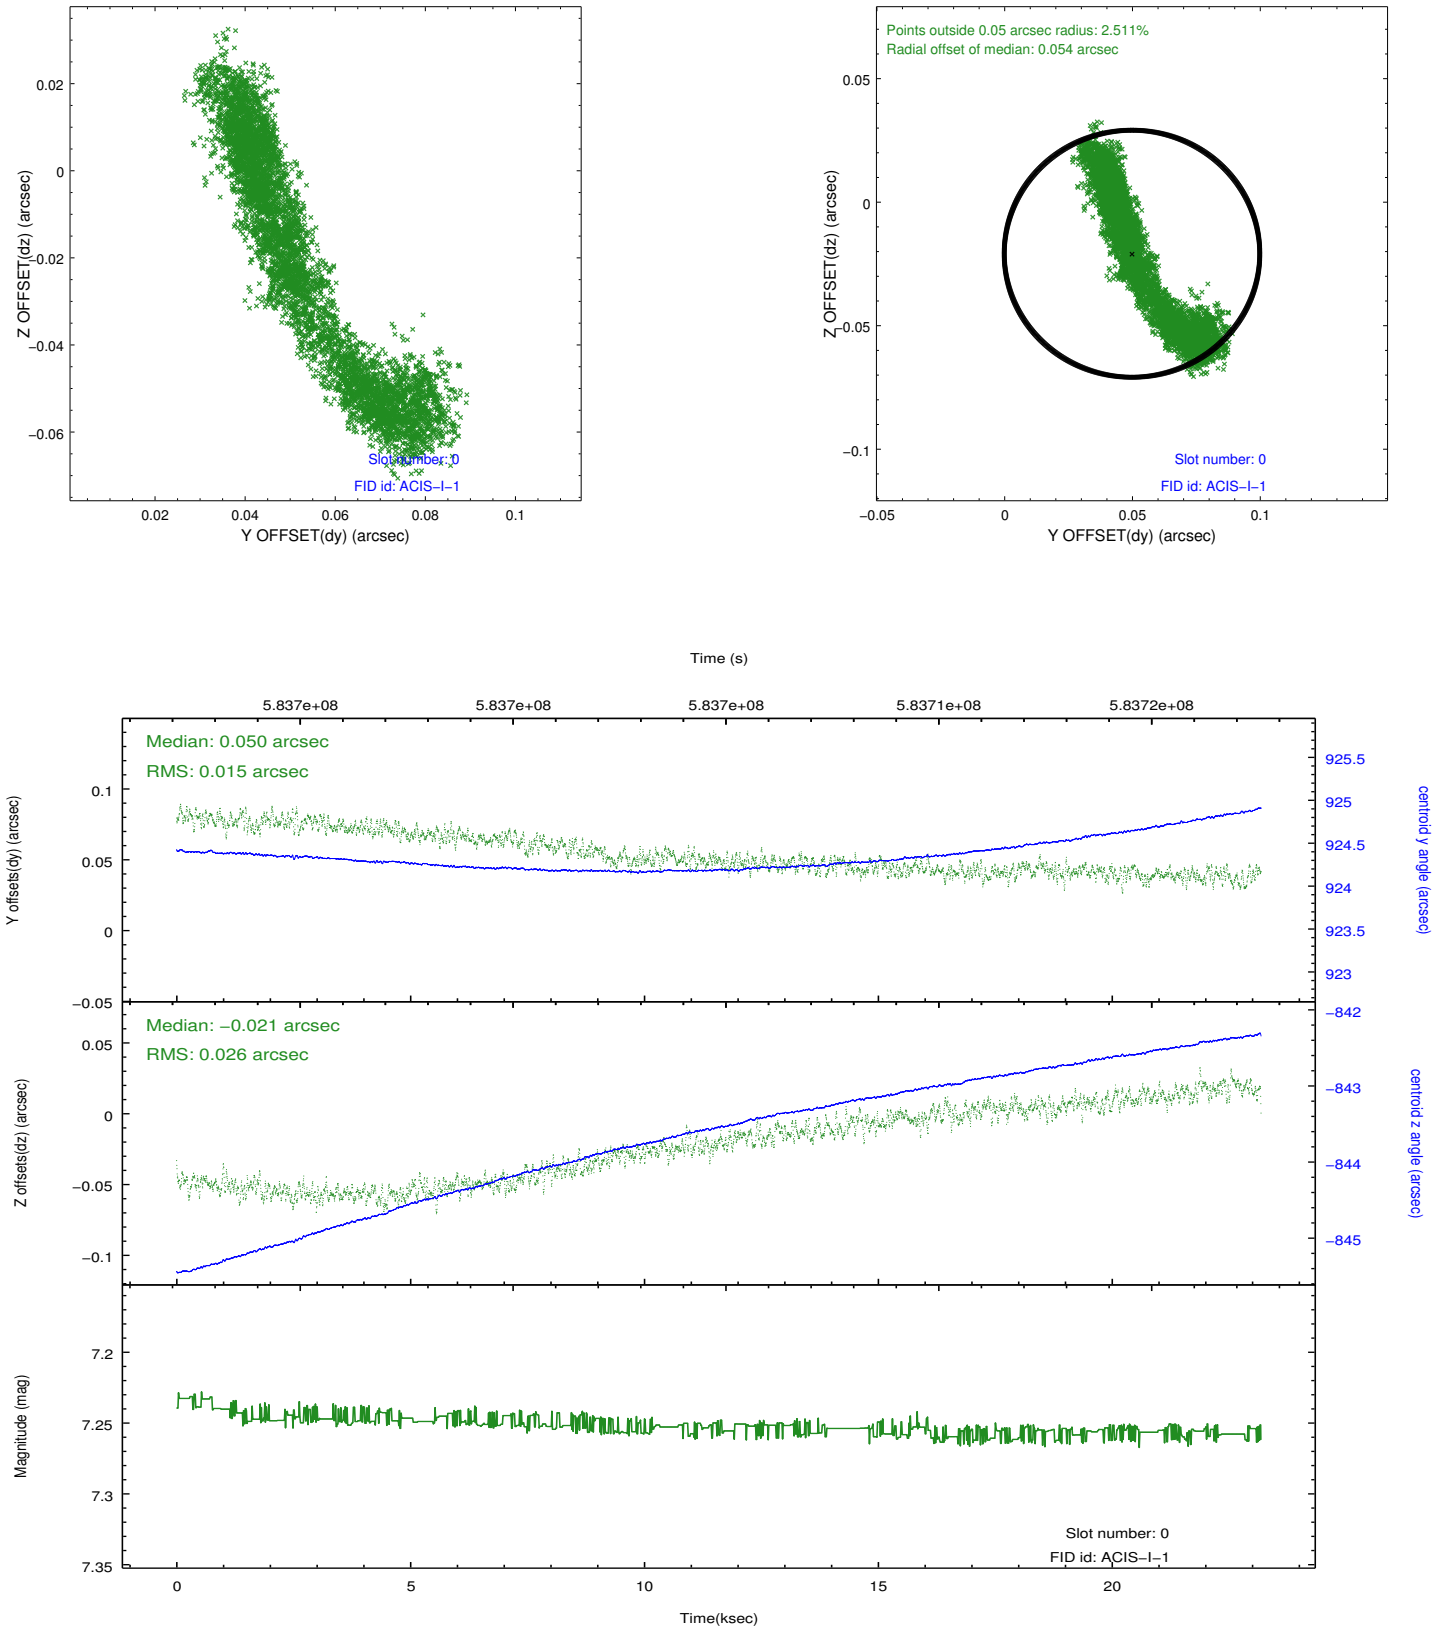 0.02
0
−0.02
−0.04
−0.06
Z OFFSET(dz) (arcsec)
Slot number: 0
FID id: ACIS−I−1
0.02
0.04
0.06
0.08
0.1
Y OFFSET(dy) (arcsec)
Points outside 0.05 arcsec radius: 2.511%
Radial offset of median: 0.054 arcsec
0.05
0
−0.05
−0.1
Z OFFSET(dz) (arcsec)
Slot number: 0
FID id: ACIS−I−1
−0.05
0
0.05
0.1
Y OFFSET(dy) (arcsec)
Time (s)
5.837e+08
5.837e+08
5.837e+08
5.8371e+08
5.8372e+08
Median: 0.050 arcsec
RMS: 0.015 arcsec
0.1
0.05
0
−0.05
Y offsets(dy) (arcsec)
925.5
925
924.5
924
923.5
923
centroid y angle (arcsec)
Median: −0.021 arcsec
RMS: 0.026 arcsec
0.05
0
−0.05
−0.1
Z offsets(dz) (arcsec)
−842
−843
−844
−845
centroid z angle (arcsec)
7.2
7.25
7.3
7.35
Magnitude (mag)
Slot number: 0
FID id: ACIS−I−1
0
5
10
15
20
Time(ksec)